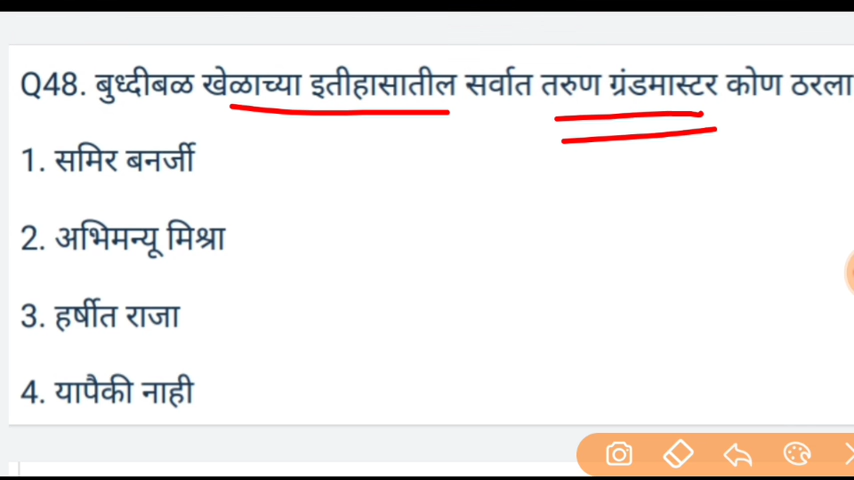 Q48. बुध्दीबळ खेळाच्या इतीहासातील सर्वात तरुण ग्रंडमास्टर कोण ठरला
1. समिर बनर्जी
2. अभिमन्यू मिश्रा
3. हर्षीत राजा
4. यापैकी नाही